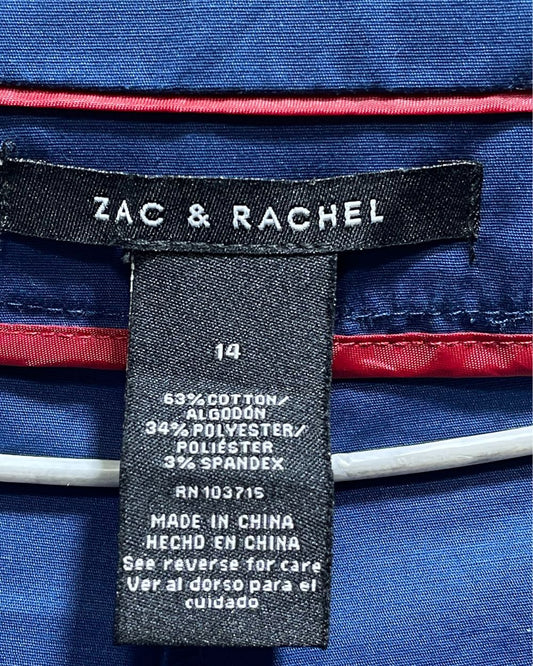 ZAC & RACHEL
14
63% COTTON/
ALGODÓN
34% POLYESTER/
POLIÉSTER
3% SPANDEX
RN 103715
MADE IN CHINA
HECHO EN CHINA
See reverse for care
Ver al dorso para el
cuidado